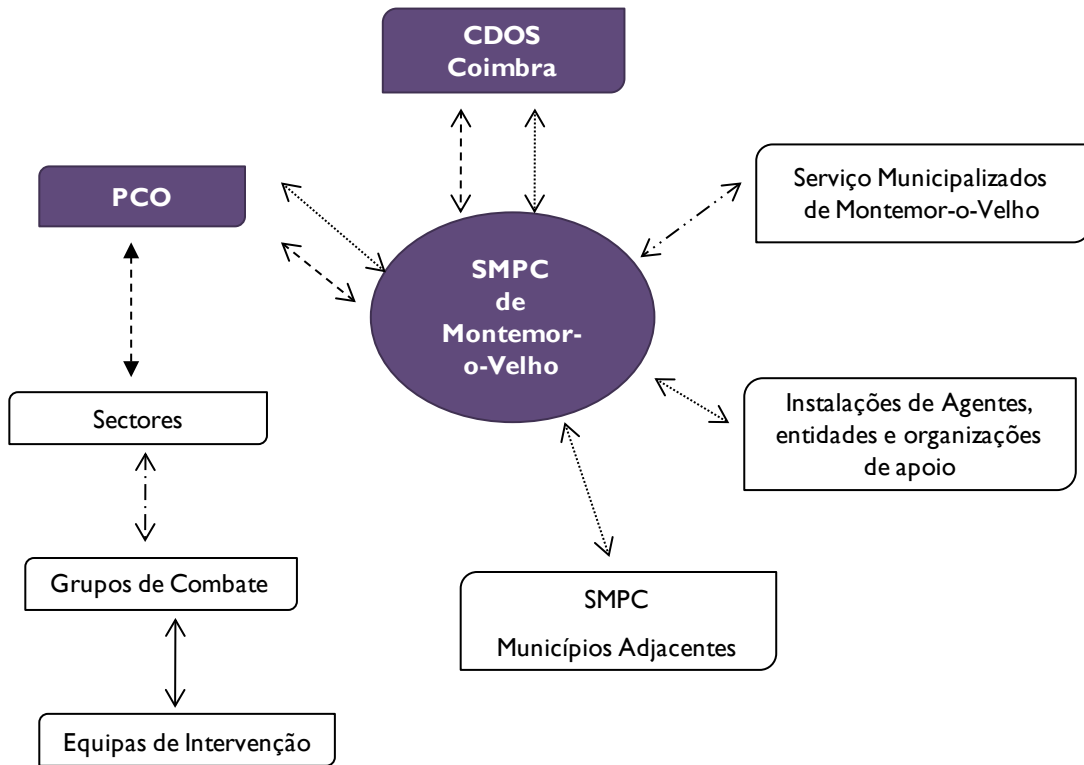 CDOS
Coimbra
PCO
Serviço Municipalizados
de Montemor-o-Velho
SMPC
de
Montemor-
o-Velho
Sectores
Instalações de Agentes,
entidades e organizações
de apoio
Grupos de Combate
SMPC
Municípios Adjacentes
Equipas de Intervenção